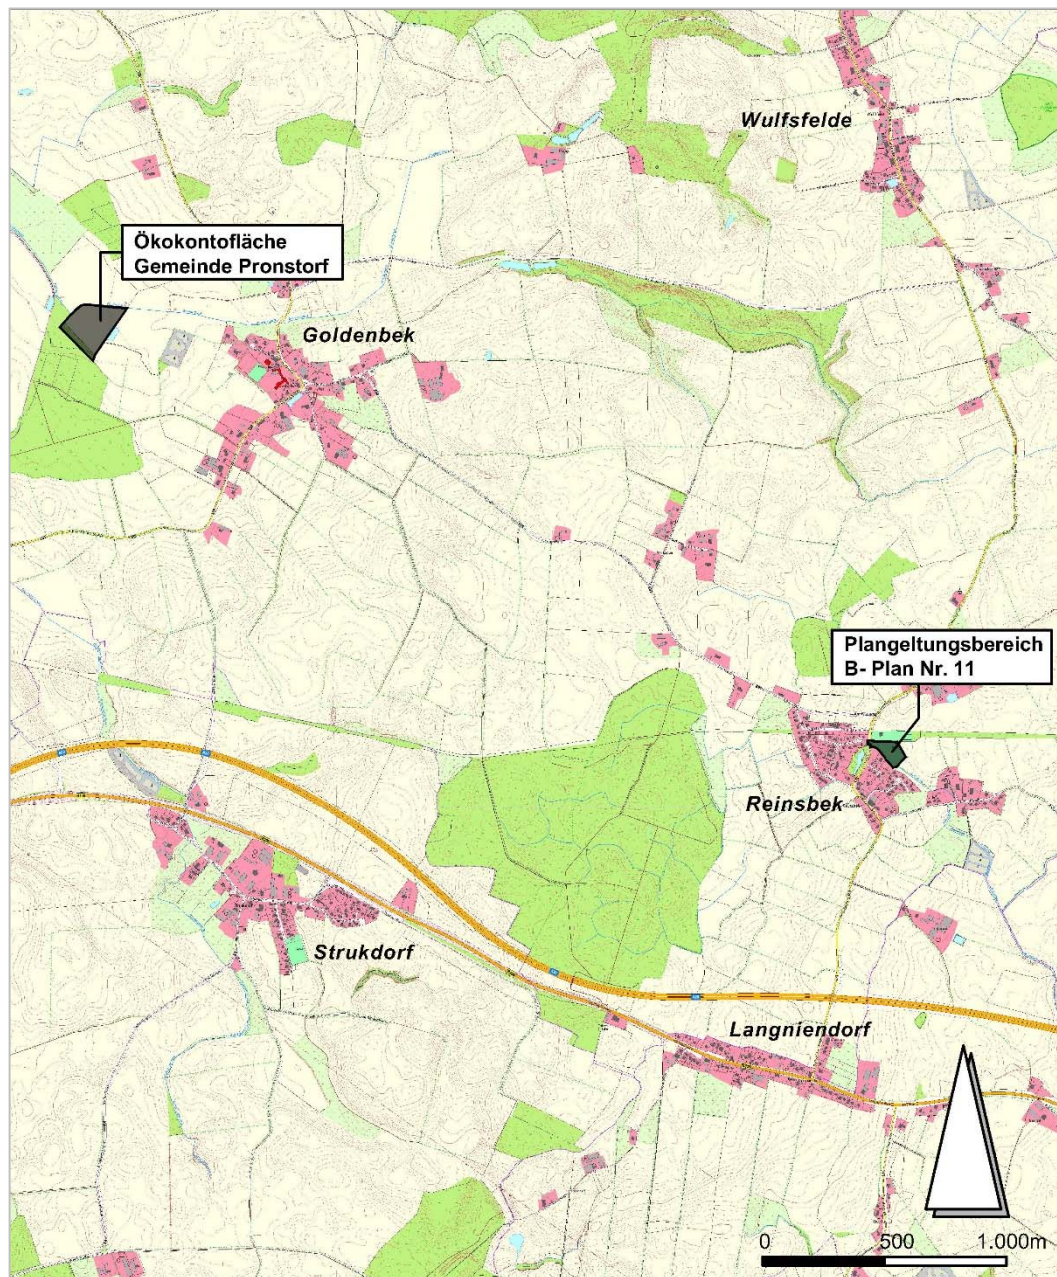 Wulfsfelde
Ökokontofläche
Gemeinde Pronstorf
Goldenbek
Plangeltungsbereich
B- Plan Nr. 11
Reinsbek
Strukdorf
Langniendorf
0 500 1.000m